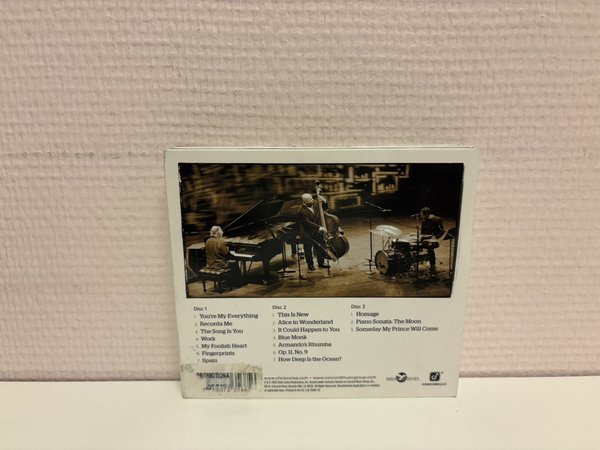 Disc 1
1 You're My Everything
2 Recorda Me
3 The Song Is You
4 Work
5 My Foolish Heart
6 Fingerprints
7 Spain
Disc 2
1 This Is New
2 Alice in Wonderland
3 It Could Happen to You
4 Blue Monk
5 Armando's Rhumba
6 Op. 11, No. 9
7 How Deep Is the Ocean?
Disc 3
1 Homage
2 Piano Sonata: The Moon
3 Someday My Prince Will Come
PROMOTIONAL
www.chickcorea.com • www.concordmusicgroup.com